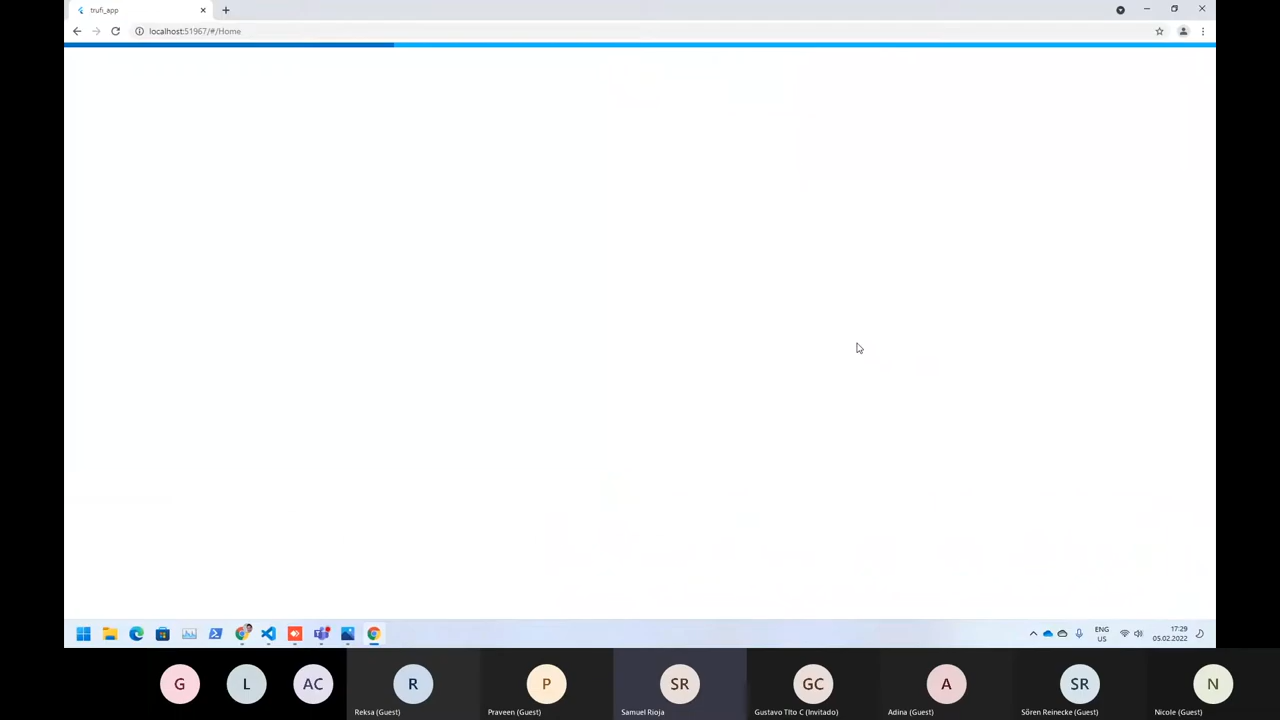 trufi_app
localhost:51967/#/Home
ENG
US
17:29
05.02.2022
G
L
AC
R
P
SR
GC
A
SR
N
Reksa (Guest)
Praveen (Guest)
Samuel Rioja
Gustavo TIto C (Invitado)
Adina (Guest)
Sören Reinecke (Guest)
Nicole (Guest)